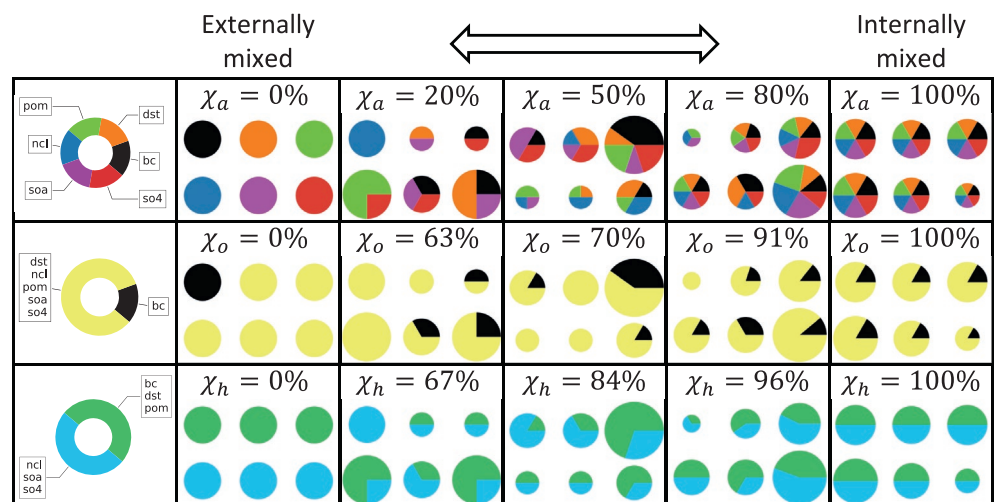 Externally
mixed
Internally
mixed
pom
dst
ncl
bc
soa
so4
χₐ = 0%
χₐ = 20%
χₐ = 50%
χₐ = 80%
χₐ = 100%
dst
ncl
pom
soa
so4
bc
χₒ = 0%
χₒ = 63%
χₒ = 70%
χₒ = 91%
χₒ = 100%
bc
dst
pom
ncl
soa
so4
χₕ = 0%
χₕ = 67%
χₕ = 84%
χₕ = 96%
χₕ = 100%